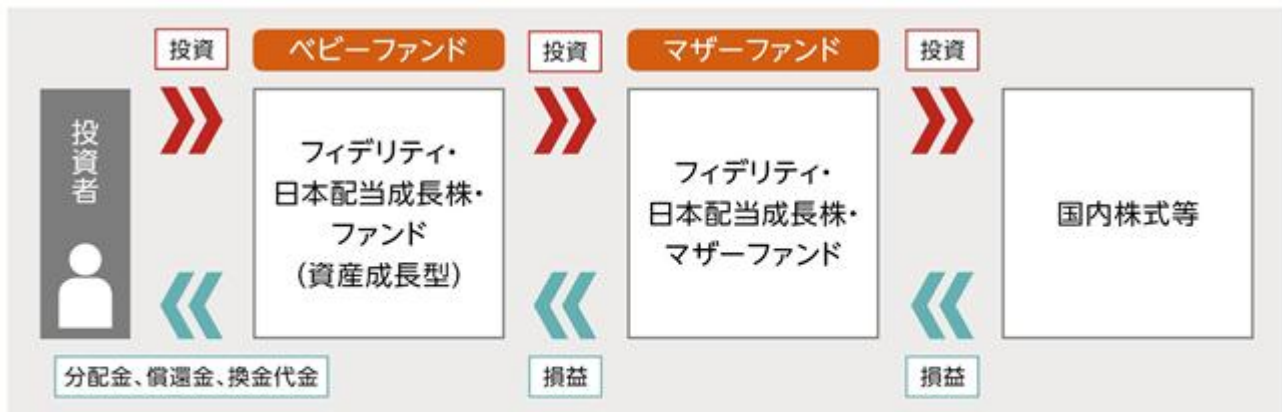 投資
ベビーファンド
投資
マザーファンド
投資
投資者
フィデリティ・
日本配当成長株・
ファンド
(資産成長型)
フィデリティ・
日本配当成長株・
マザーファンド
国内株式等
分配金、償還金、換金代金
損益
損益